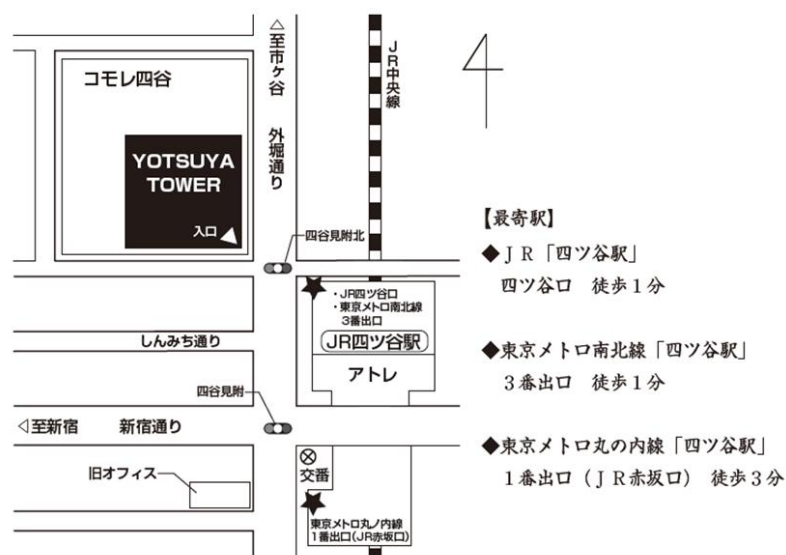 △至市ヶ谷
外堀通り
JR中央線
コモレ四谷
YOTSUYA
TOWER
入口
四谷見附北
・JR四ツ谷口
・東京メトロ南北線
3番出口
JR四ツ谷駅
アトレ
しんみち通り
四谷見附
◁至新宿 新宿通り
交番
旧オフィス
東京メトロ丸ノ内線
1番出口(JR赤坂口)
【最寄駅】
◆JR「四ツ谷駅」
四ツ谷口 徒歩1分
◆東京メトロ南北線「四ツ谷駅」
3番出口 徒歩1分
◆東京メトロ丸の内線「四ツ谷駅」
1番出口(JR赤坂口) 徒歩3分